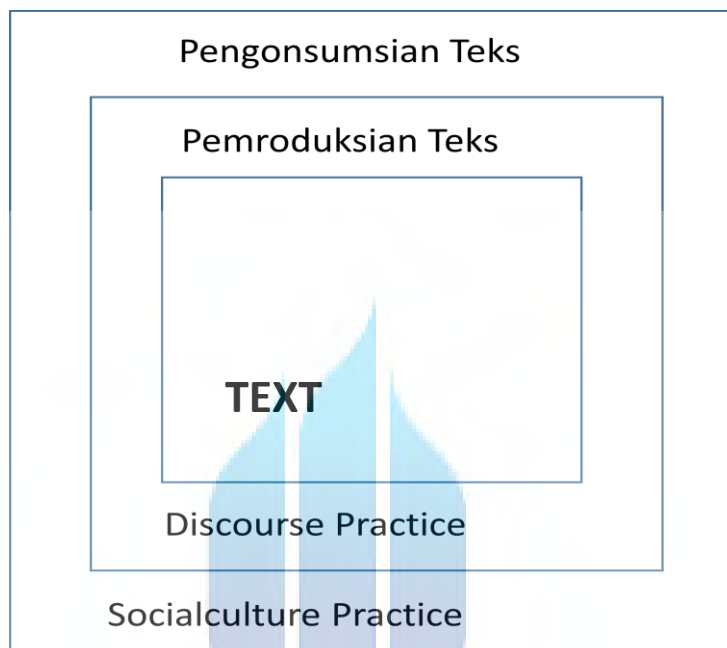 Pengonsumsian Teks
Pemroduksian Teks
TEXT
Discourse Practice
Socialculture Practice